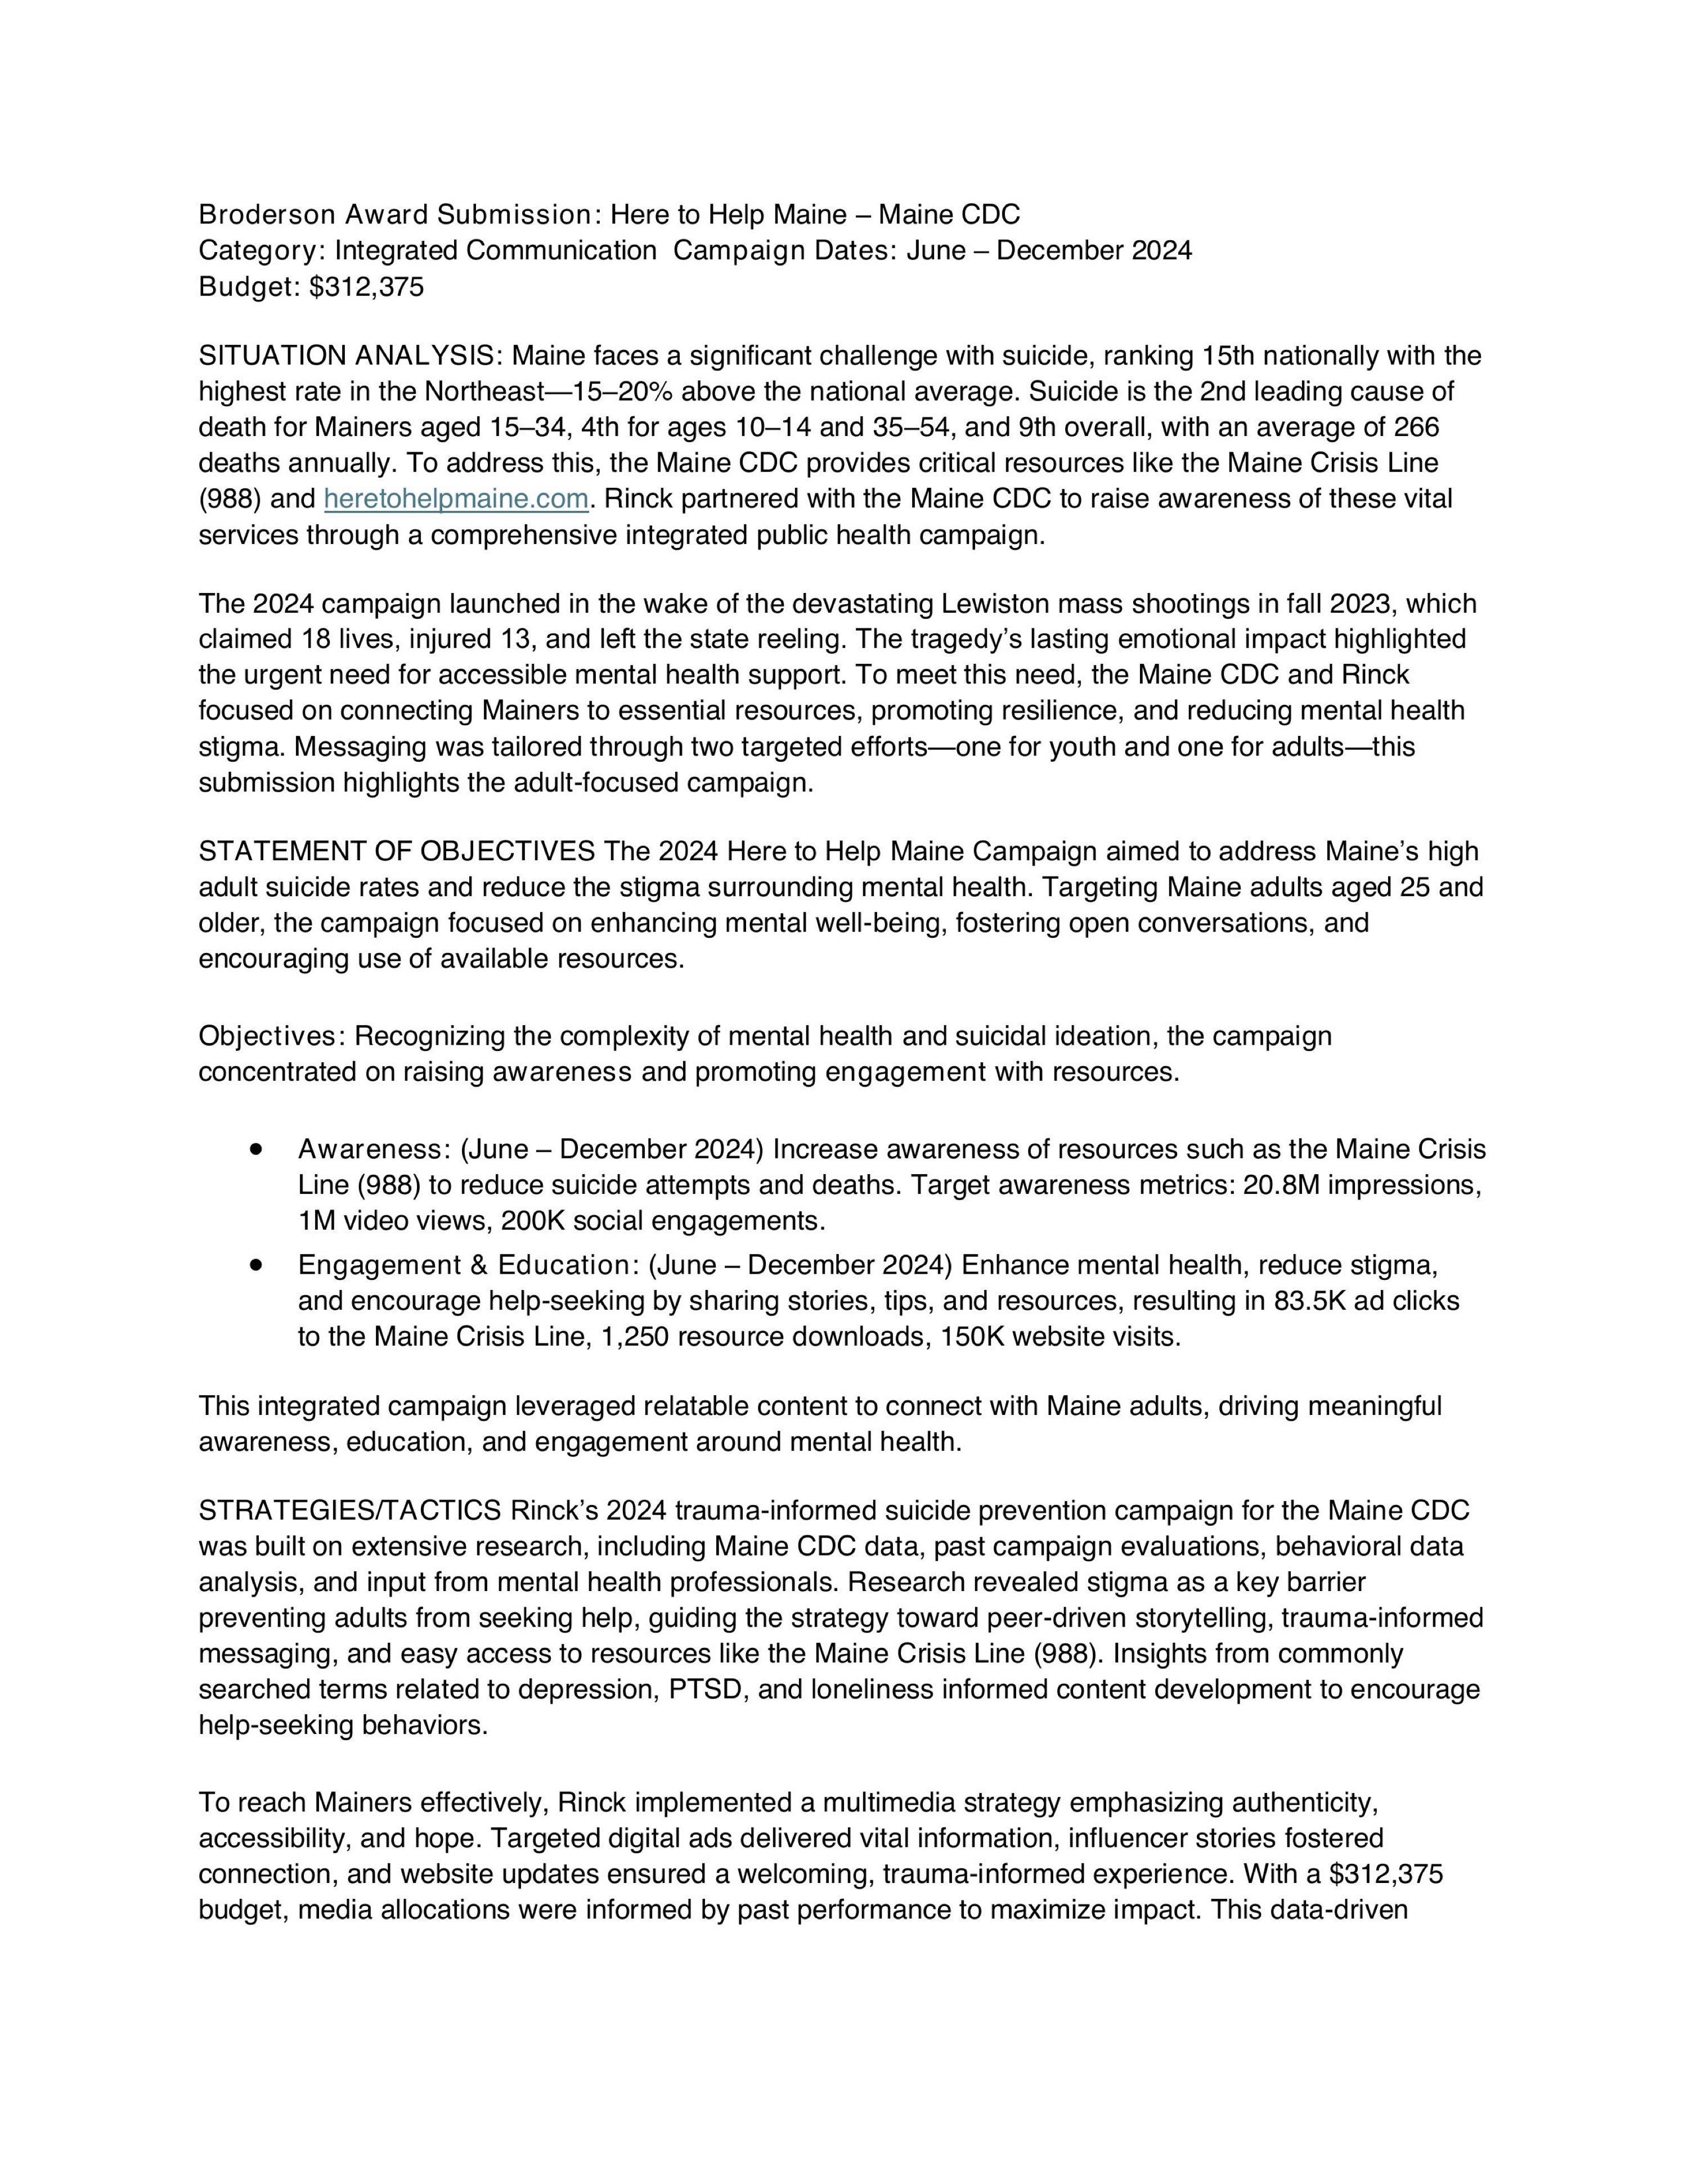 Broderson Award Submission: Here to Help Maine – Maine CDC
Category: Integrated Communication  Campaign Dates: June – December 2024
Budget: $312,375
SITUATION ANALYSIS: Maine faces a significant challenge with suicide, ranking 15th nationally with the
highest rate in the Northeast—15–20% above the national average. Suicide is the 2nd leading cause of
death for Mainers aged 15–34, 4th for ages 10–14 and 35–54, and 9th overall, with an average of 266
deaths annually. To address this, the Maine CDC provides critical resources like the Maine Crisis Line
(988) and heretohelpmaine.com. Rinck partnered with the Maine CDC to raise awareness of these vital
services through a comprehensive integrated public health campaign.
The 2024 campaign launched in the wake of the devastating Lewiston mass shootings in fall 2023, which
claimed 18 lives, injured 13, and left the state reeling. The tragedy’s lasting emotional impact highlighted
the urgent need for accessible mental health support. To meet this need, the Maine CDC and Rinck
focused on connecting Mainers to essential resources, promoting resilience, and reducing mental health
stigma. Messaging was tailored through two targeted efforts—one for youth and one for adults—this
submission highlights the adult-focused campaign.
STATEMENT OF OBJECTIVES The 2024 Here to Help Maine Campaign aimed to address Maine’s high
adult suicide rates and reduce the stigma surrounding mental health. Targeting Maine adults aged 25 and
older, the campaign focused on enhancing mental well-being, fostering open conversations, and
encouraging use of available resources.
Objectives: Recognizing the complexity of mental health and suicidal ideation, the campaign
concentrated on raising awareness and promoting engagement with resources.
● Awareness: (June – December 2024) Increase awareness of resources such as the Maine Crisis
Line (988) to reduce suicide attempts and deaths. Target awareness metrics: 20.8M impressions,
1M video views, 200K social engagements.
● Engagement & Education: (June – December 2024) Enhance mental health, reduce stigma,
and encourage help-seeking by sharing stories, tips, and resources, resulting in 83.5K ad clicks
to the Maine Crisis Line, 1,250 resource downloads, 150K website visits.
This integrated campaign leveraged relatable content to connect with Maine adults, driving meaningful
awareness, education, and engagement around mental health.
STRATEGIES/TACTICS Rinck’s 2024 trauma-informed suicide prevention campaign for the Maine CDC
was built on extensive research, including Maine CDC data, past campaign evaluations, behavioral data
analysis, and input from mental health professionals. Research revealed stigma as a key barrier
preventing adults from seeking help, guiding the strategy toward peer-driven storytelling, trauma-informed
messaging, and easy access to resources like the Maine Crisis Line (988). Insights from commonly
searched terms related to depression, PTSD, and loneliness informed content development to encourage
help-seeking behaviors.
To reach Mainers effectively, Rinck implemented a multimedia strategy emphasizing authenticity,
accessibility, and hope. Targeted digital ads delivered vital information, influencer stories fostered
connection, and website updates ensured a welcoming, trauma-informed experience. With a $312,375
budget, media allocations were informed by past performance to maximize impact. This data-driven